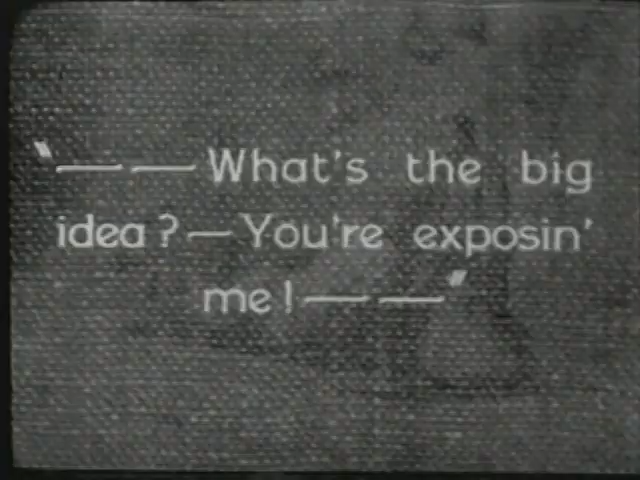 "— — What's the big
idea? — You're exposin'
me! — — "